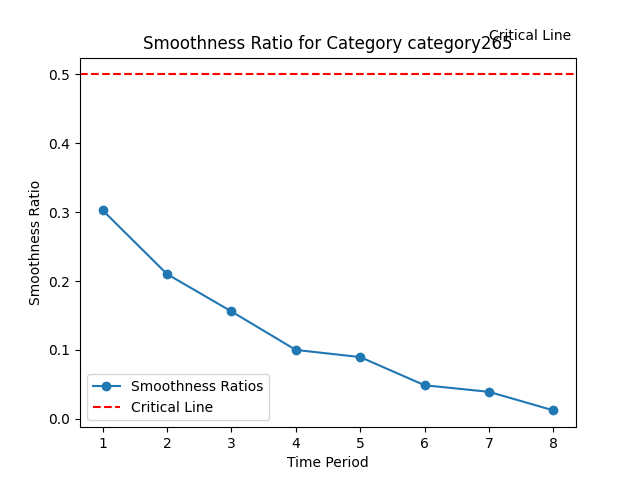 Critical Line
Smoothness Ratio for Category category265
Smoothness Ratio
0.5
0.4
0.3
0.2
0.1
0.0
Smoothness Ratios
Critical Line
1 2 3 4 5 6 7 8
Time Period